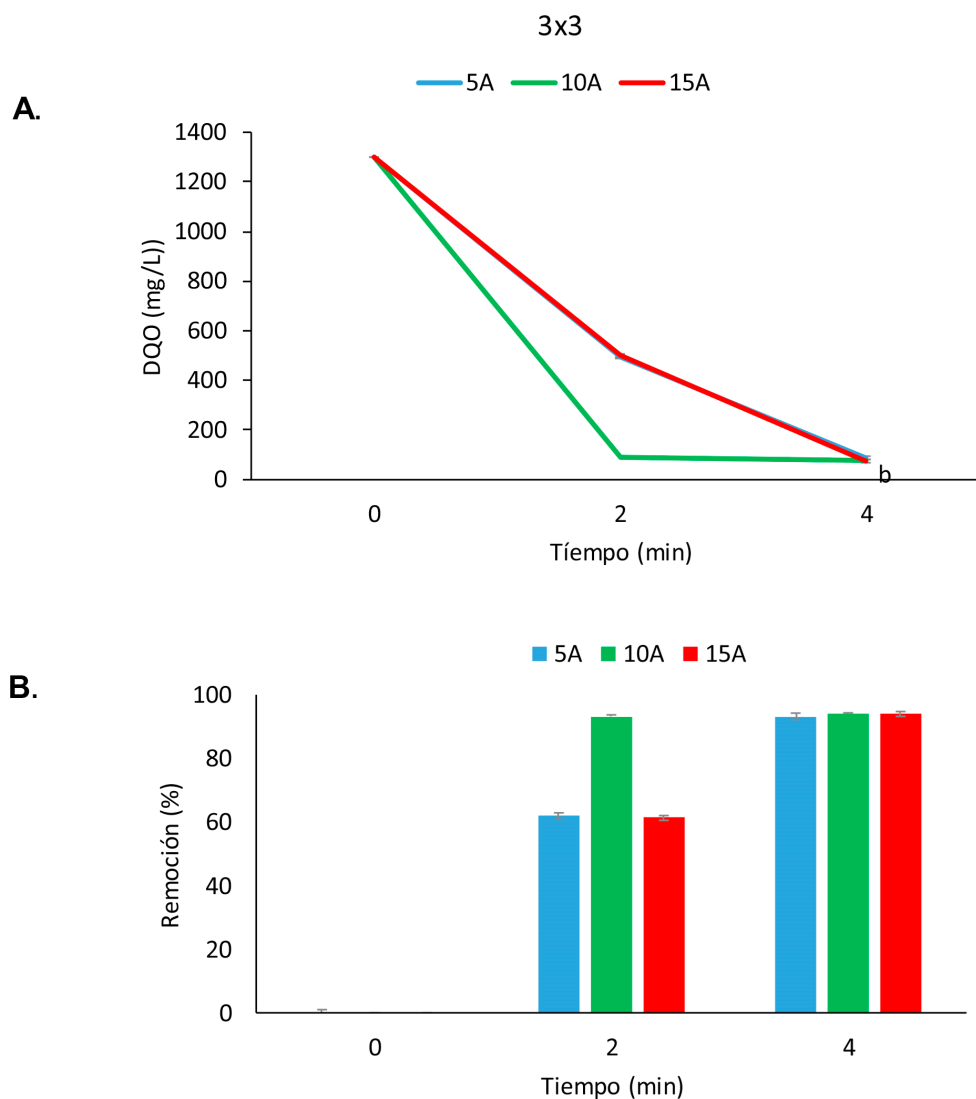 3x3
5A 10A 15A
A.
1400
1200
1000
800
600
400
200
0
DQO (mg/L))
b
0 2 4
Tíempo (min)
5A 10A 15A
B.
100
80
60
40
20
0
Remoción (%)
0 2 4
Tiempo (min)